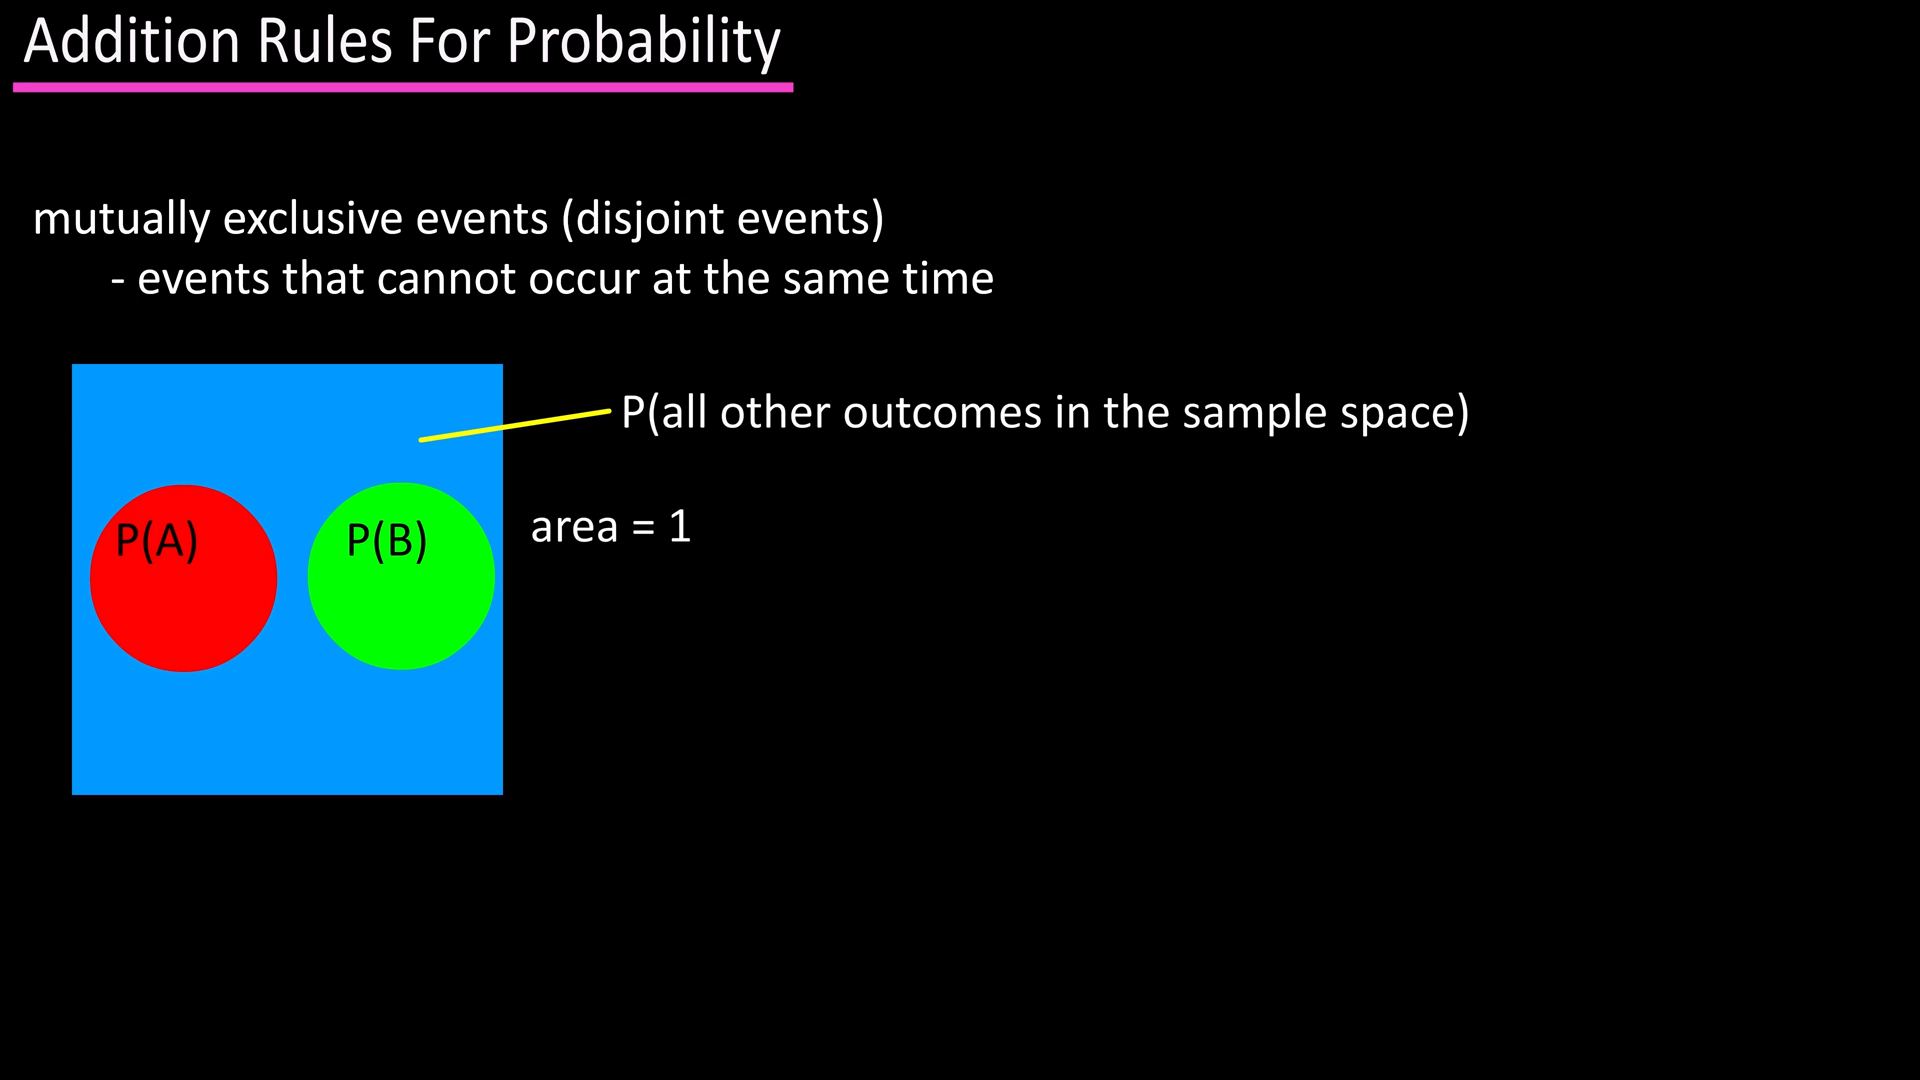 Addition Rules For Probability
mutually exclusive events (disjoint events)
- events that cannot occur at the same time
P(all other outcomes in the sample space)
P(A)
P(B)
area = 1